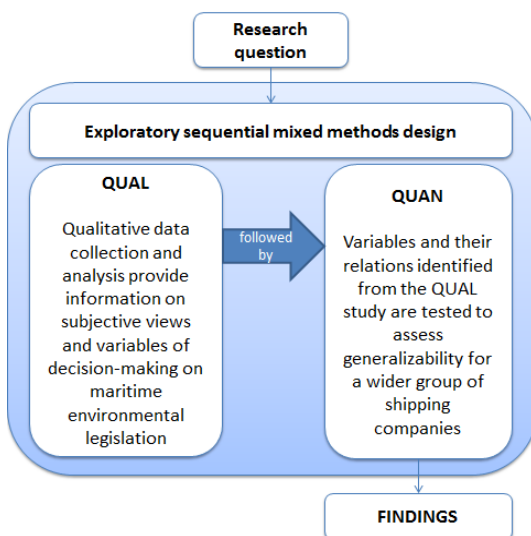 Research
question
Exploratory sequential mixed methods design
QUAL
Qualitative data
collection and
analysis provide
information on
subjective views
and variables of
decision-making on
maritime
environmental
legislation
followed
by
QUAN
Variables and their
relations identified
from the QUAL
study are tested to
assess
generalizability for
a wider group of
shipping
companies
FINDINGS